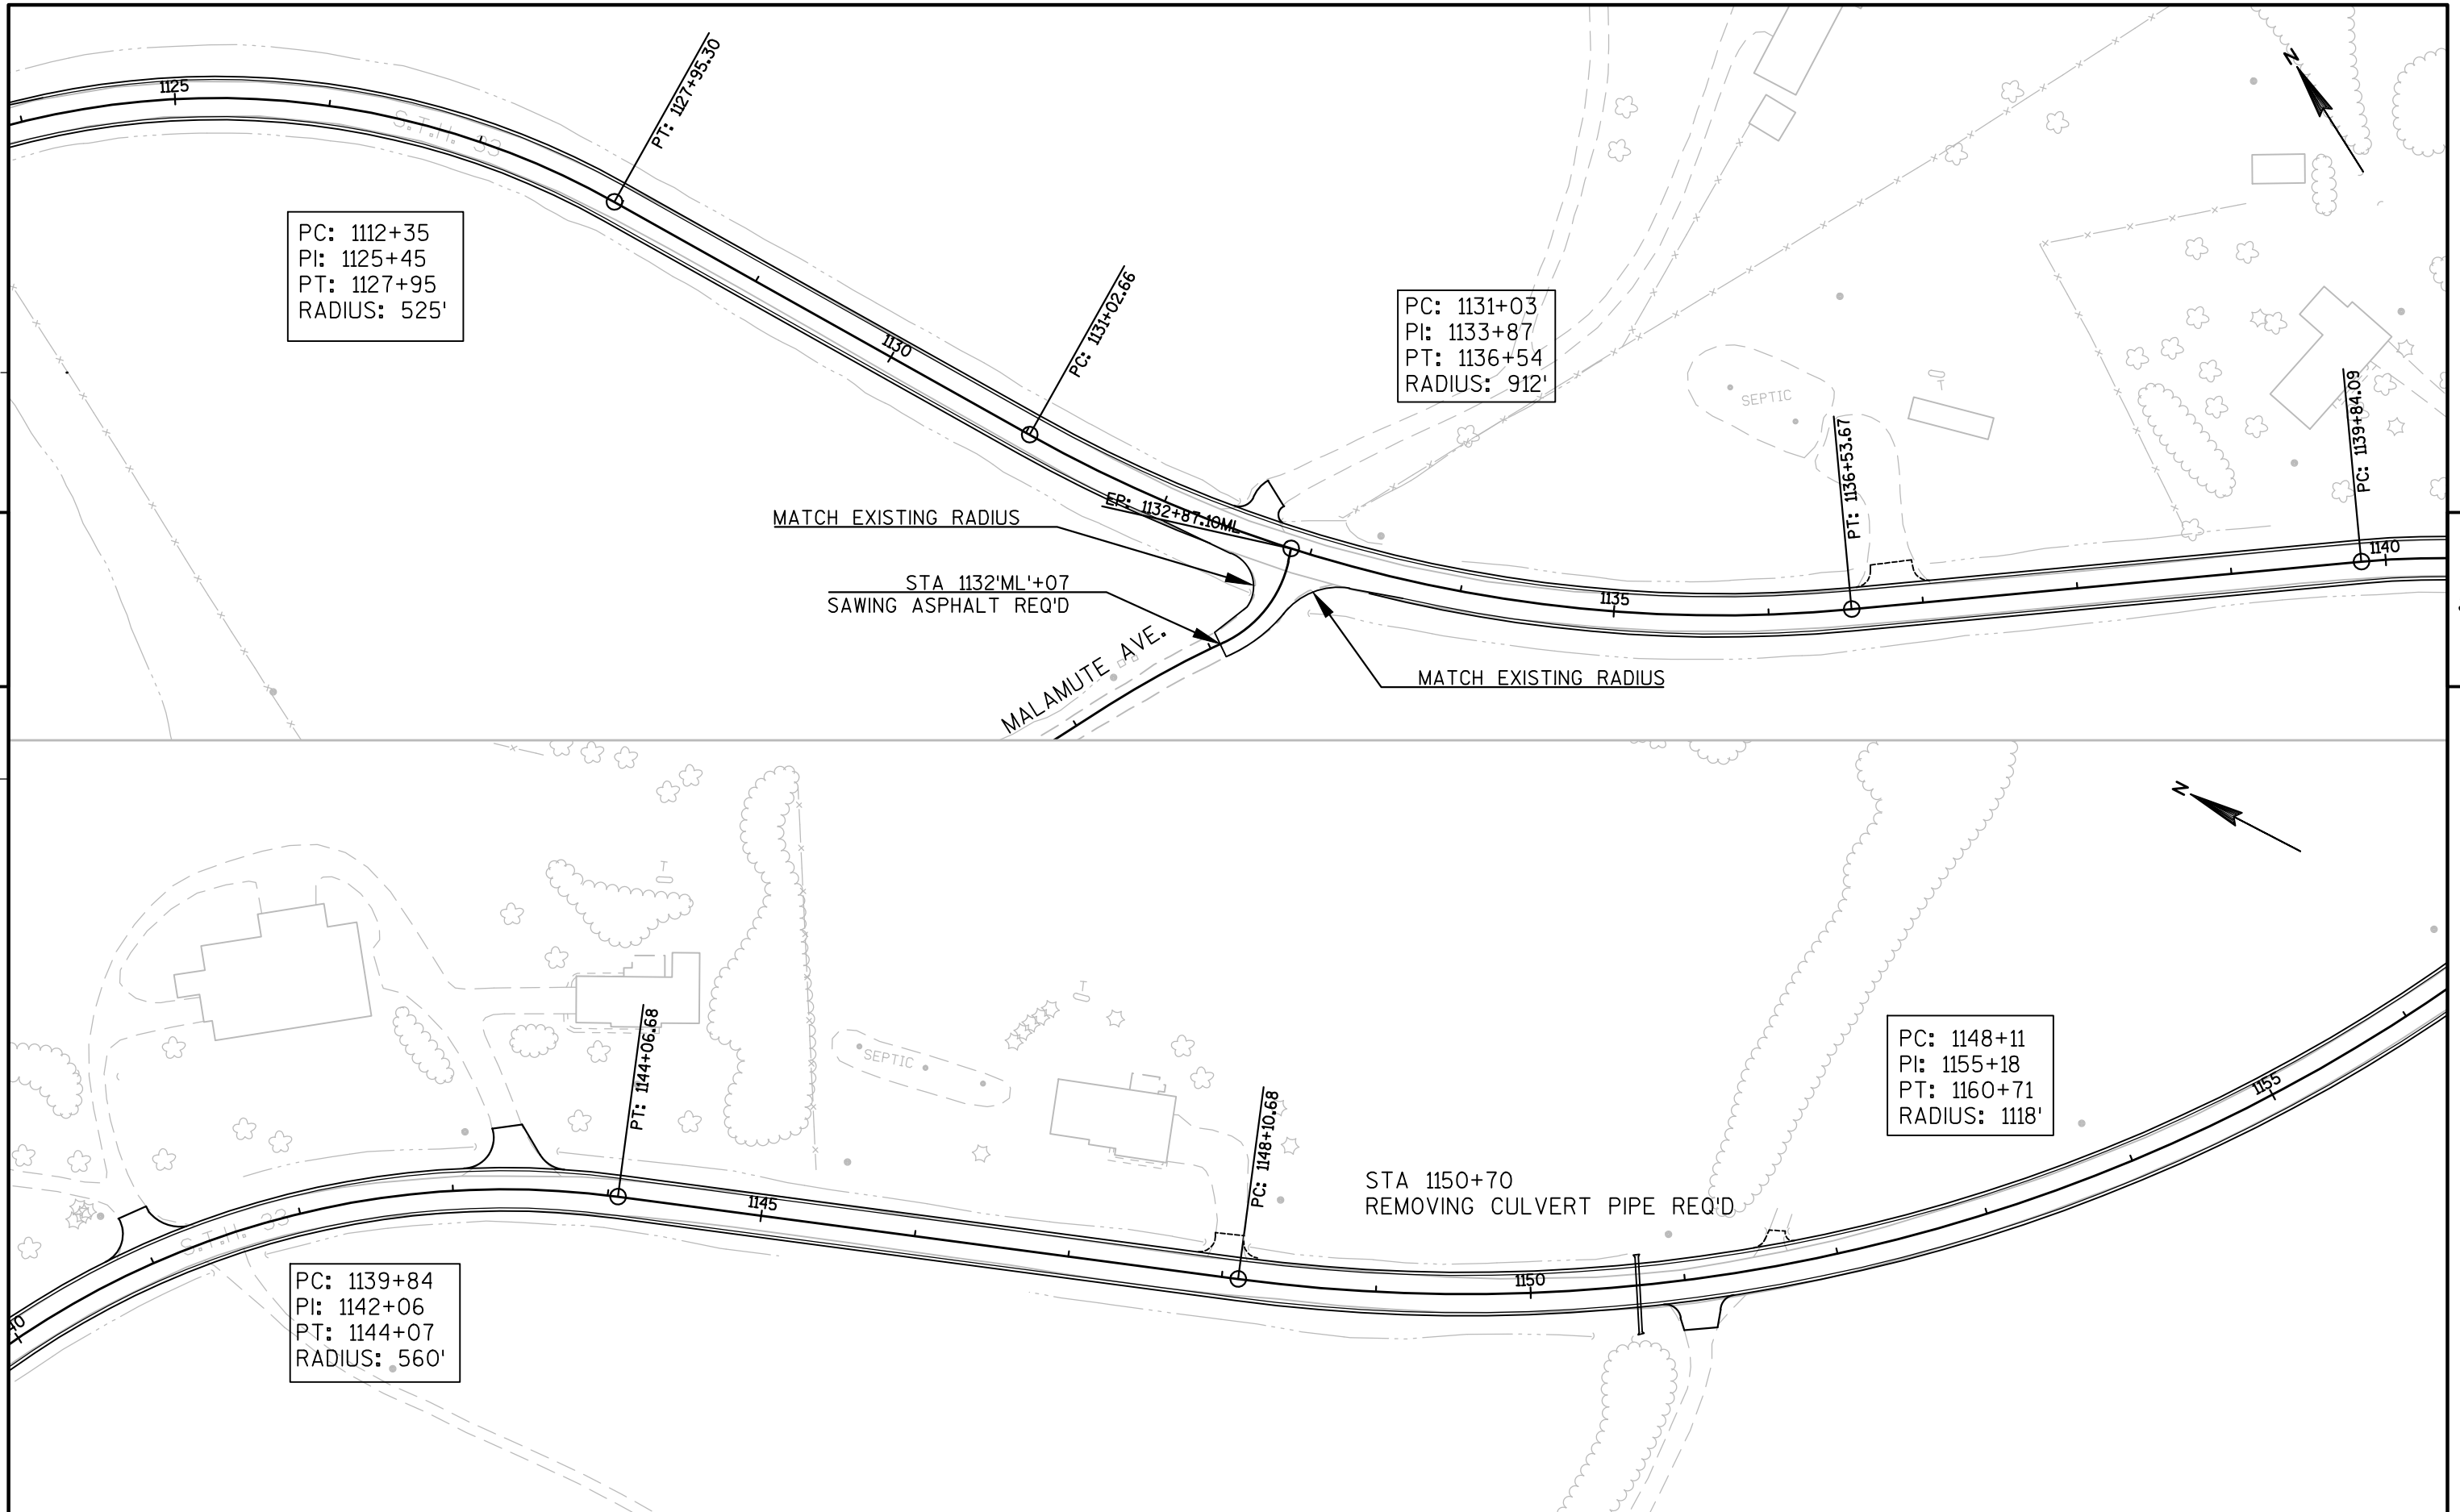 1125
S.T.H. 33
PT: 1127+95.30
N
PC: 1112+35
PI: 1125+45
PT: 1127+95
RADIUS: 525'
1130
PC: 1131+02.66
PC: 1131+03
PI: 1133+87
PT: 1136+54
RADIUS: 912'
SEPTIC
T
PT: 1136+53.67
PC: 1139+84.09
1140
EP: 1132+87.10ML
MATCH EXISTING RADIUS
STA 1132'ML'+07
SAWING ASPHALT REQ'D
1135
MALAMUTE AVE.
MATCH EXISTING RADIUS
N
T
T
SEPTIC
PT: 1144+06.68
PC: 1148+10.68
PC: 1148+11
PI: 1155+18
PT: 1160+71
RADIUS: 1118'
1155
STA 1150+70
REMOVING CULVERT PIPE REQ'D
1145
1150
S.T.H. 33
PC: 1139+84
PI: 1142+06
PT: 1144+07
RADIUS: 560'
40